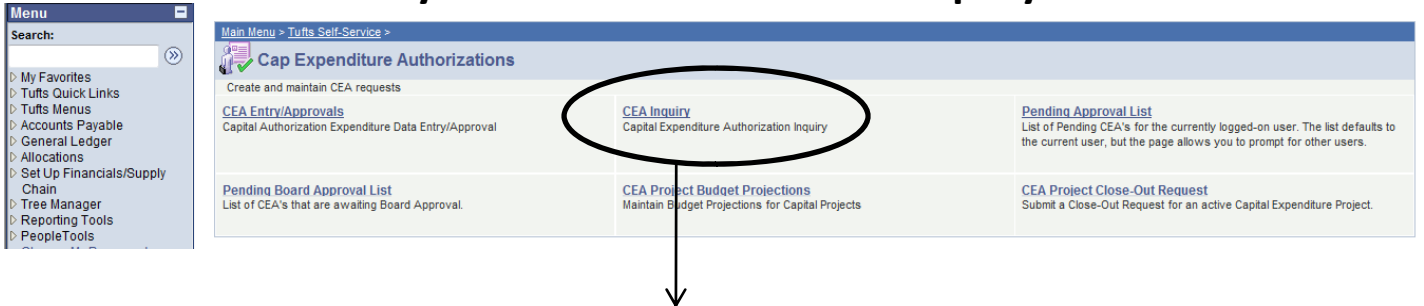 Menu
Search:
My Favorites
Tufts Quick Links
Tufts Menus
Accounts Payable
General Ledger
Allocations
Set Up Financials/Supply
Chain
Tree Manager
Reporting Tools
PeopleTools
Main Menu > Tufts Self-Service >
Cap Expenditure Authorizations
Create and maintain CEA requests
CEA Entry/Approvals
Capital Authorization Expenditure Data Entry/Approval
CEA Inquiry
Capital Expenditure Authorization Inquiry
Pending Approval List
List of Pending CEA's for the currently logged-on user. The list defaults to
the current user, but the page allows you to prompt for other users.
Pending Board Approval List
List of CEA's that are awaiting Board Approval.
CEA Project Budget Projections
Maintain Budget Projections for Capital Projects
CEA Project Close-Out Request
Submit a Close-Out Request for an active Capital Expenditure Project.